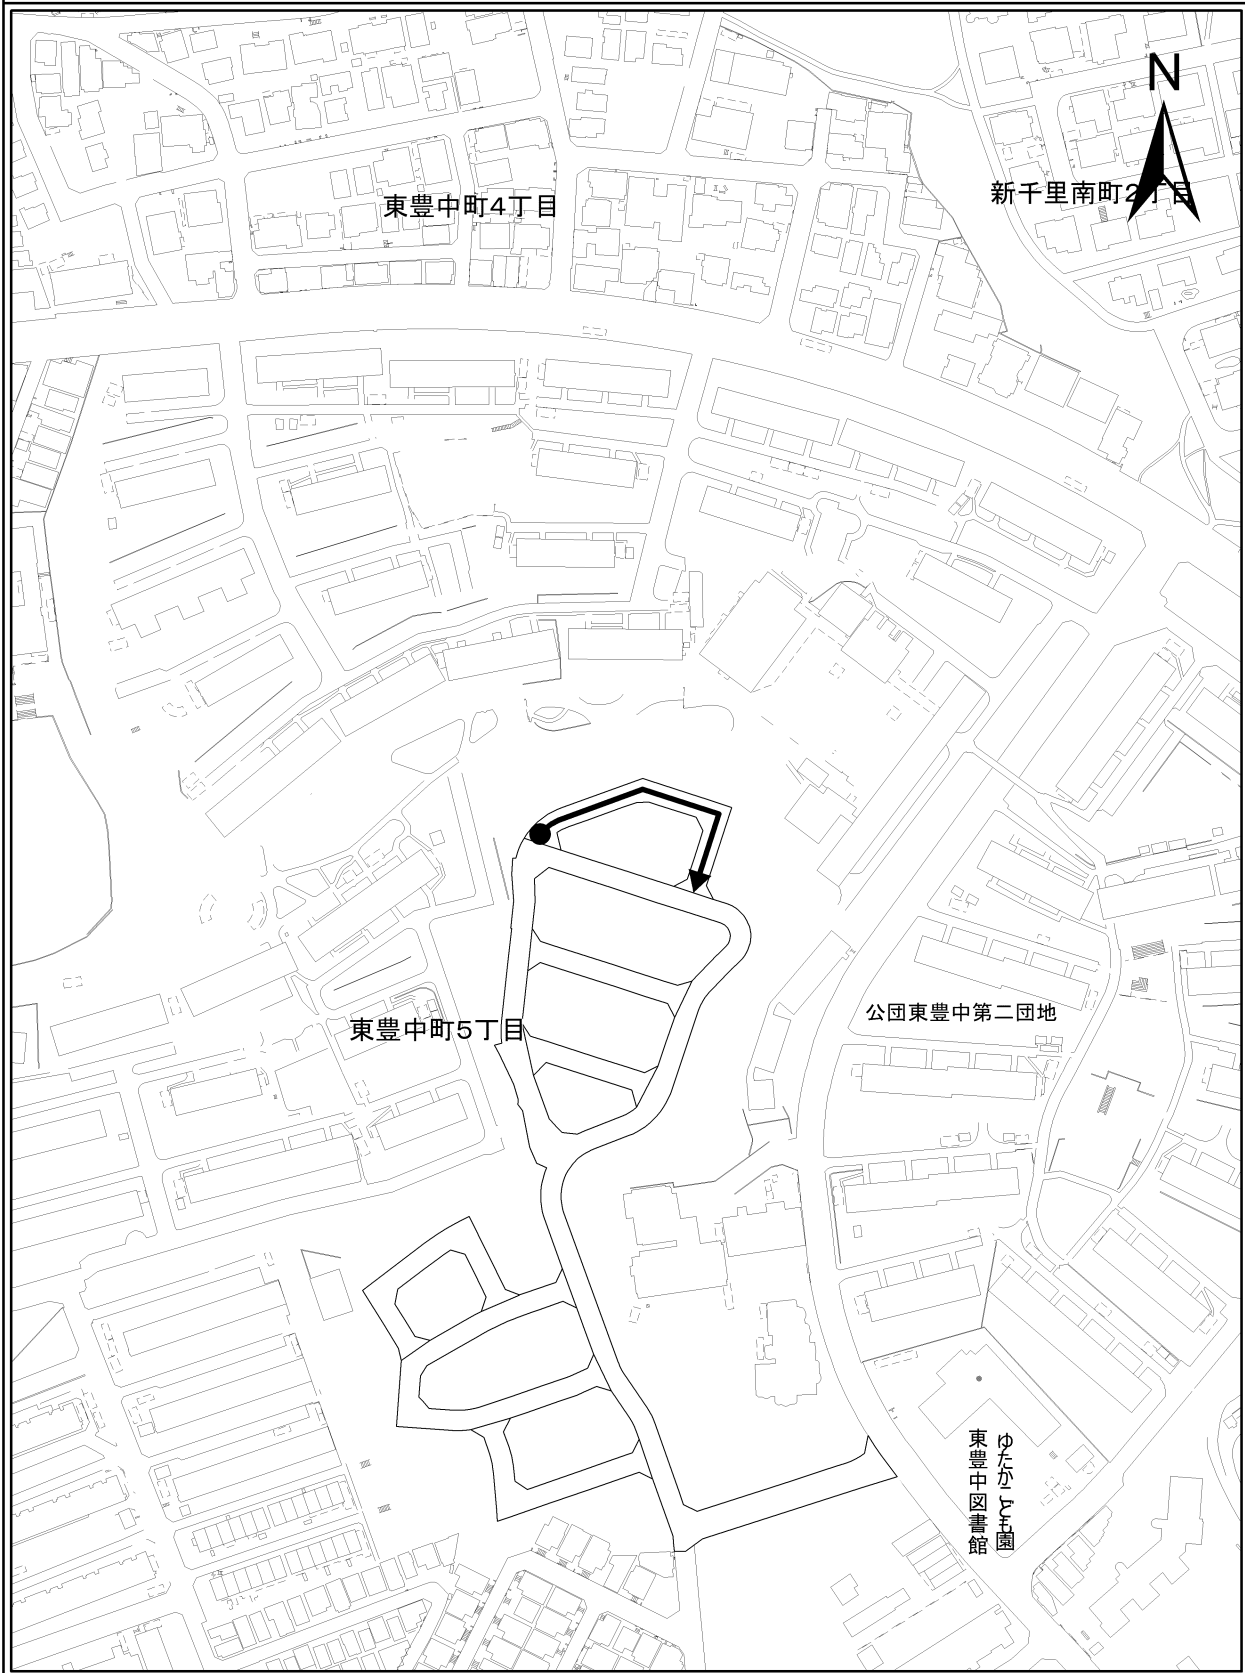 N
東豊中町4丁目
新千里南町2丁目
公団東豊中第二団地
東豊中町5丁目
ゆたかこども園
東豊中図書館